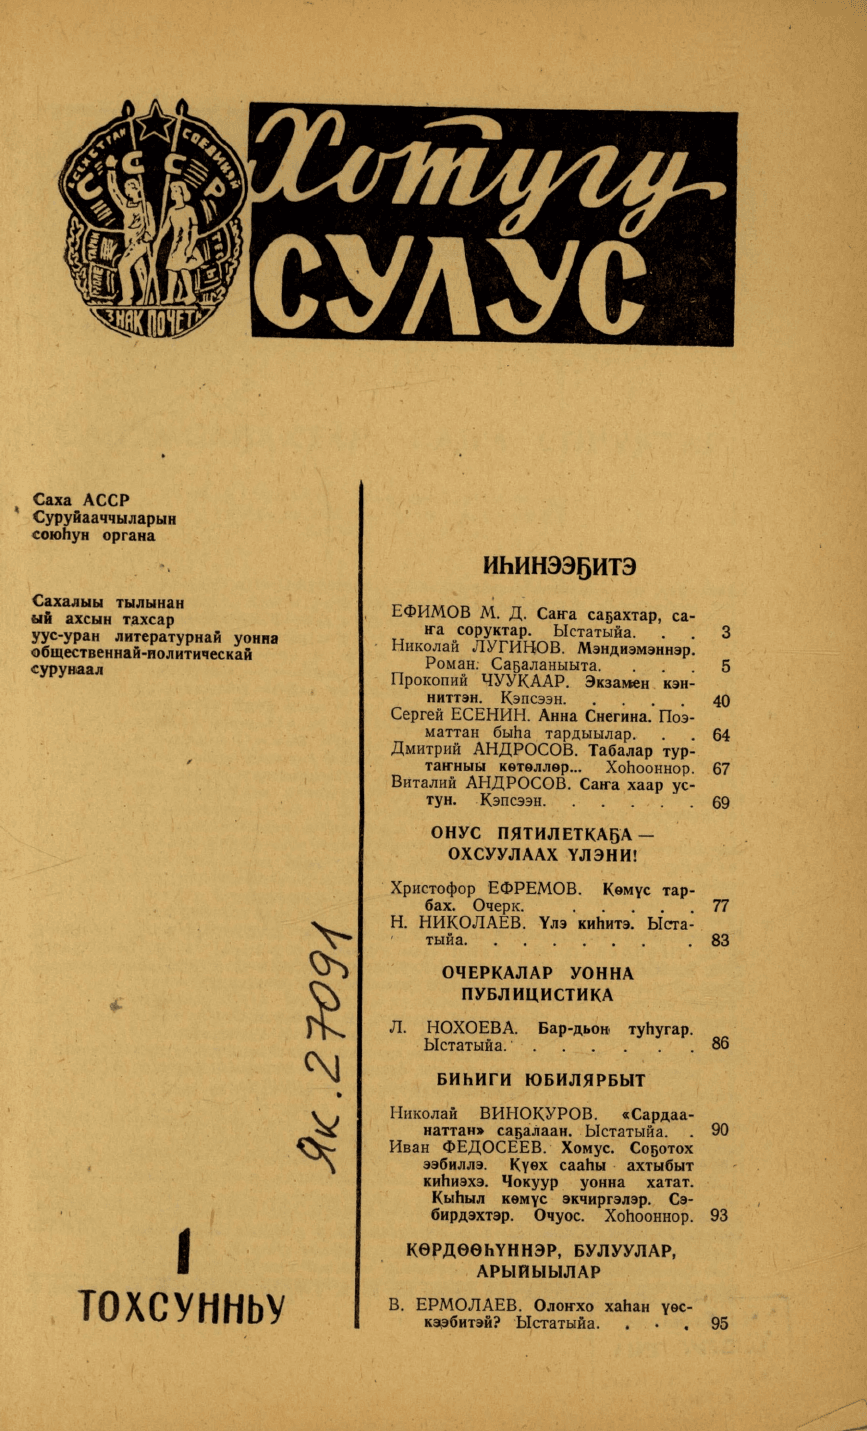 СССР
ЗНАК ПОЧЕТА
Хотугу
СУЛУС
Саха АССР
Суруйааччыларын
союһун органа
Сахалыы тылынан
ый ахсын тахсар
уус-уран литературнай уонна
общественнай-политическай
сурунаал
Як.27091
1
ТОХСУННЬУ
ИҺИНЭЭҔИТЭ
ЕФИМОВ М. Д. Саҥа саҕахтар, са-
ҥа соруктар. Ыстатыйа. . . 3
Николай ЛУГИНОВ. Мэндиэмэннэр.
Роман. Саҕаланыыта. . . . 5
Прокопий ЧУУКААР. Экзамен кэн-
ниттэн. Кэпсээн. . . . . 40
Сергей ЕСЕНИН. Анна Снегина. Поэ-
маттан быһа тардыылар. . . 64
Дмитрий АНДРОСОВ. Табалар тур-
таҥныы көтөллөр... Хоһооннор. 67
Виталий АНДРОСОВ. Саҥа хаар ус-
тун. Кэпсээн. . . . . . 69
ОНУС ПЯТИЛЕТКАҔА —
ОХСУУЛААХ ҮЛЭНИ!
Христофор ЕФРЕМОВ. Көмүс тар-
бах. Очерк. . . . . . 77
Н. НИКОЛАЕВ. Үлэ киһитэ. Ыста-
тыйа. . . . . . . . 83
ОЧЕРКАЛАР УОННА
ПУБЛИЦИСТИКА
Л. НОХОЕВА. Бар-дьон туһугар.
Ыстатыйа. . . . . . . 86
БИҺИГИ ЮБИЛЯРБЫТ
Николай ВИНОКУРОВ. «Сардаа-
наттан» саҕалаан. Ыстатыйа. . 90
Иван ФЕДОСЕЕВ. Хомус. Соҕотох
ээбиллэ. Күөх сааһы ахтыбыт
киһиэхэ. Чокуур уонна хатат.
Кыһыл көмүс экчиргэлэр. Сэ-
бирдэхтэр. Очуос. Хоһооннор. 93
КӨРДӨӨҺҮННЭР, БУЛУУЛАР,
АРЫЙЫЫЛАР
В. ЕРМОЛАЕВ. Олоҥхо хаһан үөс-
кээбитэй? Ыстатыйа. . . . 95